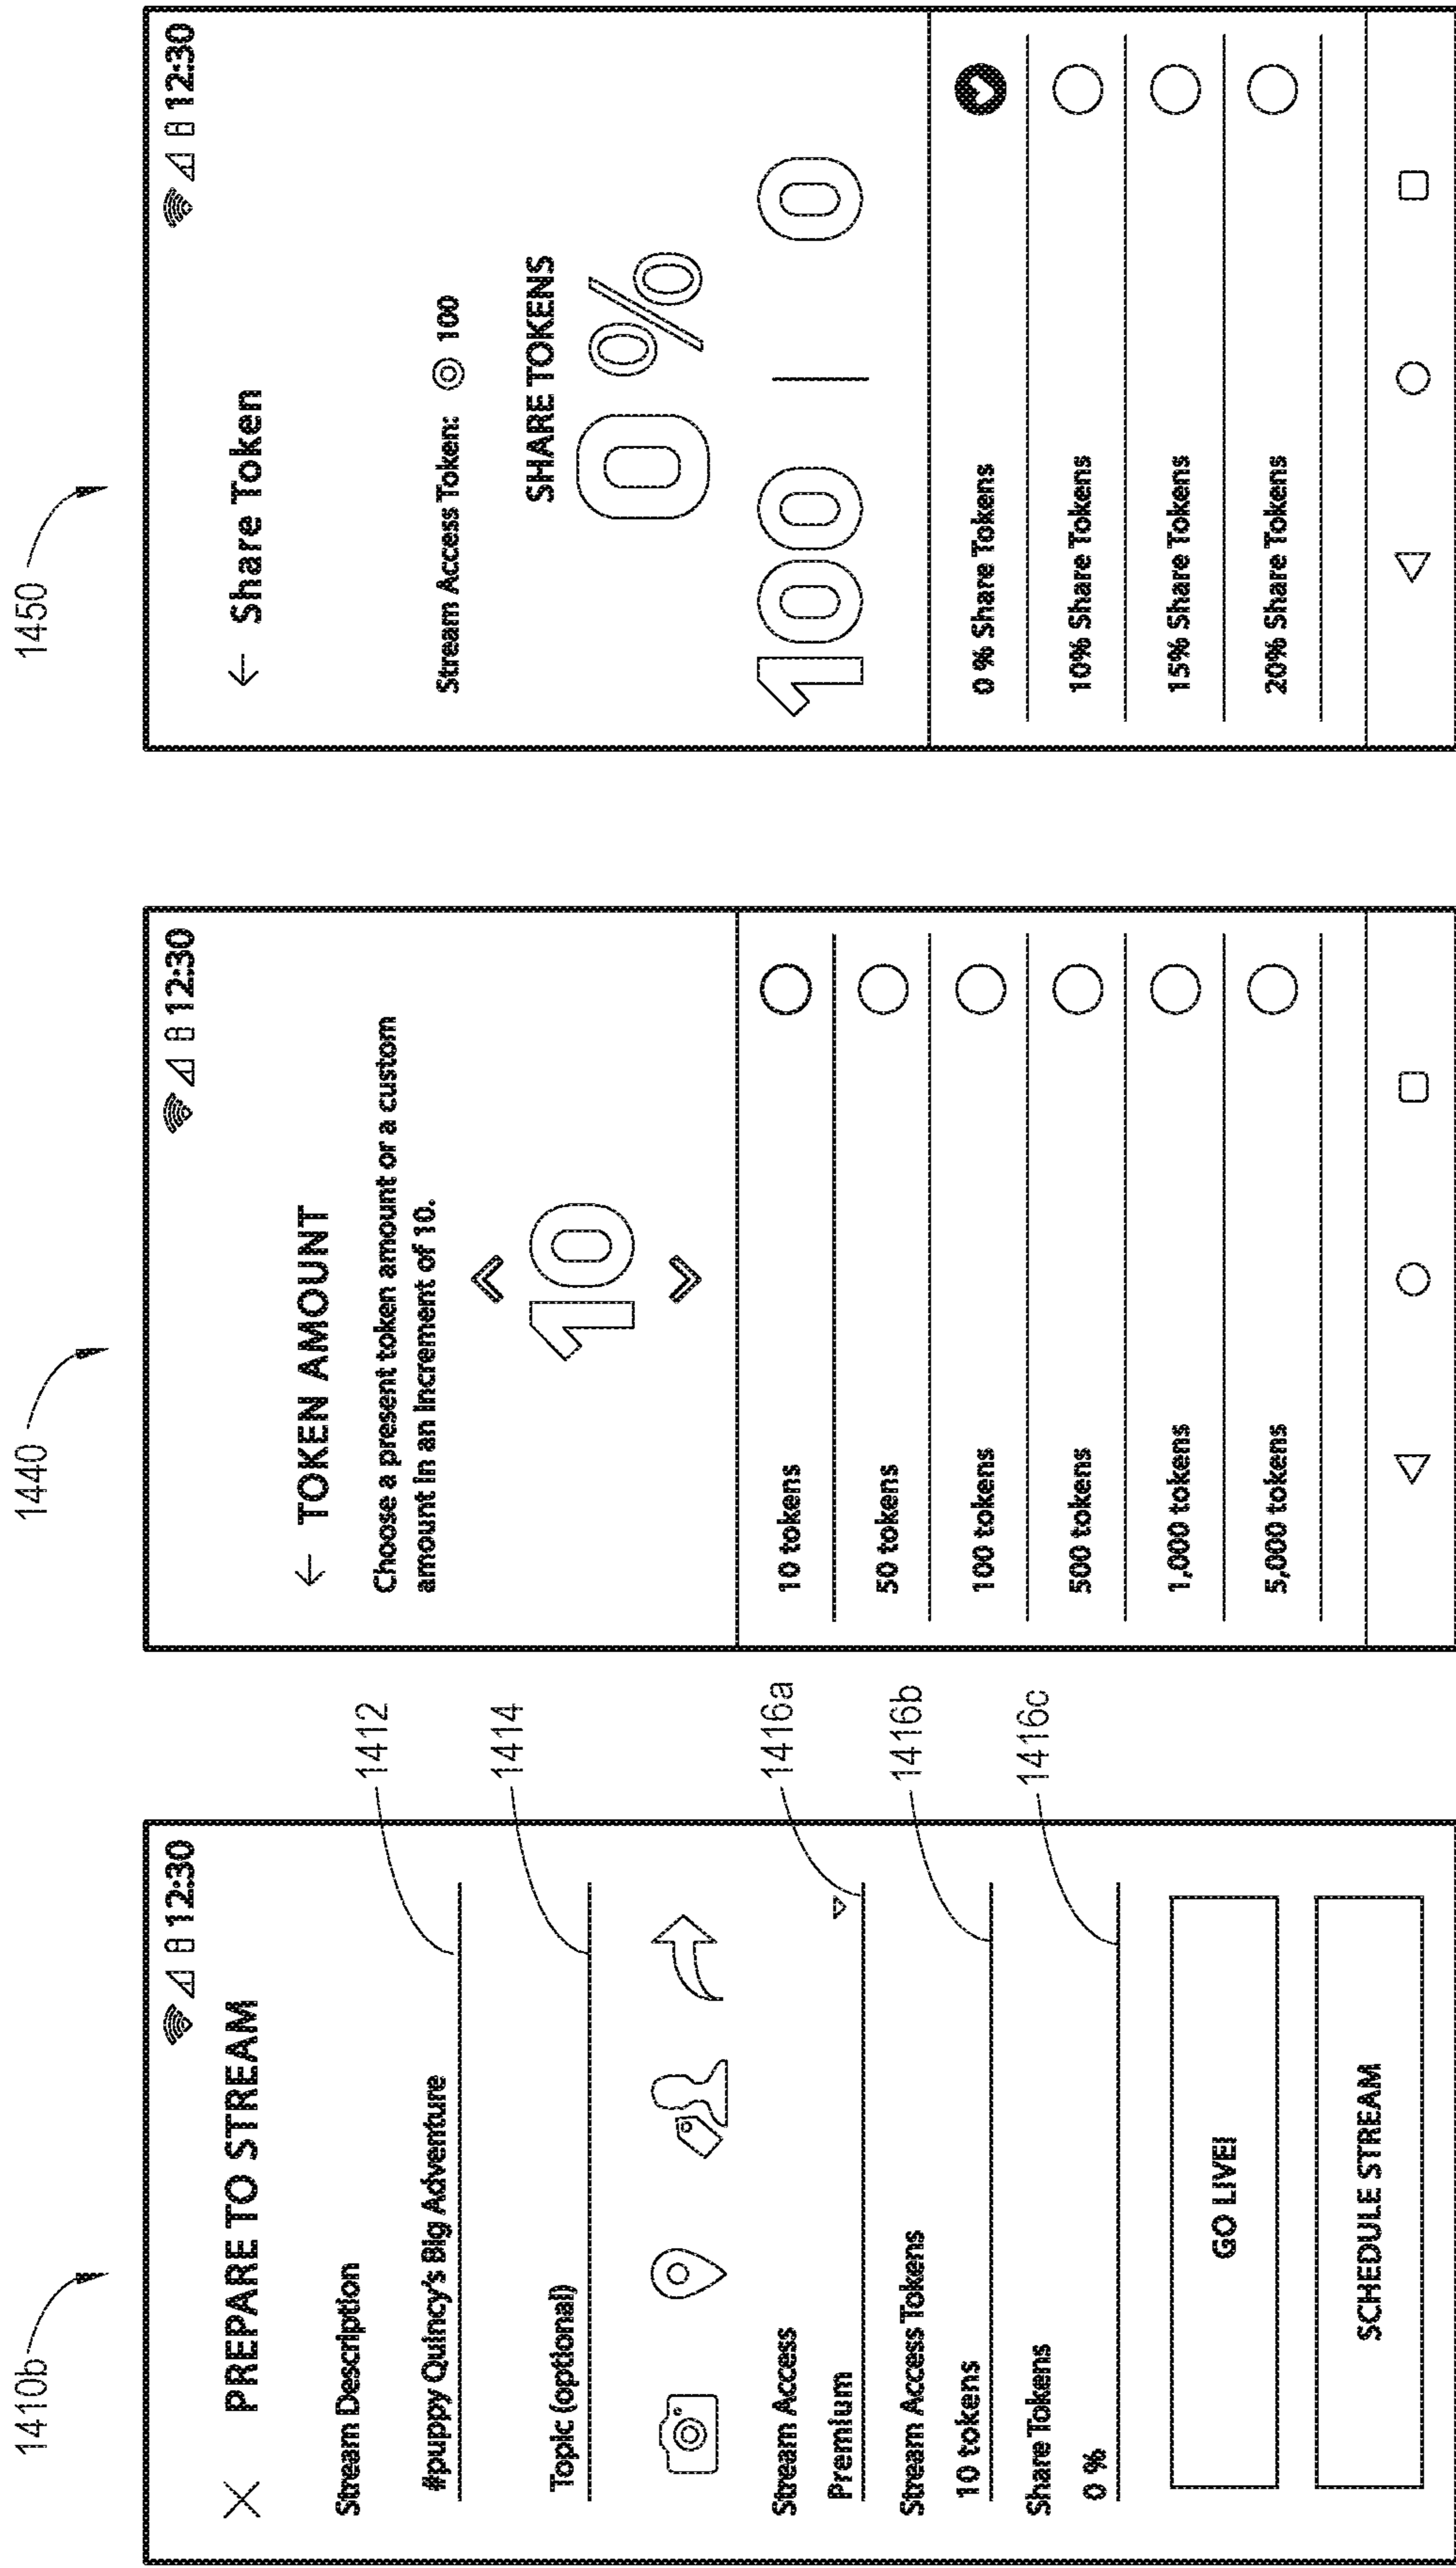 1410b
12:30
PREPARE TO STREAM
Stream Description
#puppy Quincy's Big Adventure
1412
Topic (optional)
1414
Stream Access
Premium
1416a
Stream Access Tokens
10 tokens
1416b
Share Tokens
0 %
1416c
GO LIVE!
SCHEDULE STREAM
1440
12:30
TOKEN AMOUNT
Choose a present token amount or a custom
amount in an increment of 10.
10
10 tokens
50 tokens
100 tokens
500 tokens
1,000 tokens
5,000 tokens
1450
12:30
Share Token
Stream Access Token: 100
SHARE TOKENS
0 %
100 | 0
0 % Share Tokens
10% Share Tokens
15% Share Tokens
20% Share Tokens